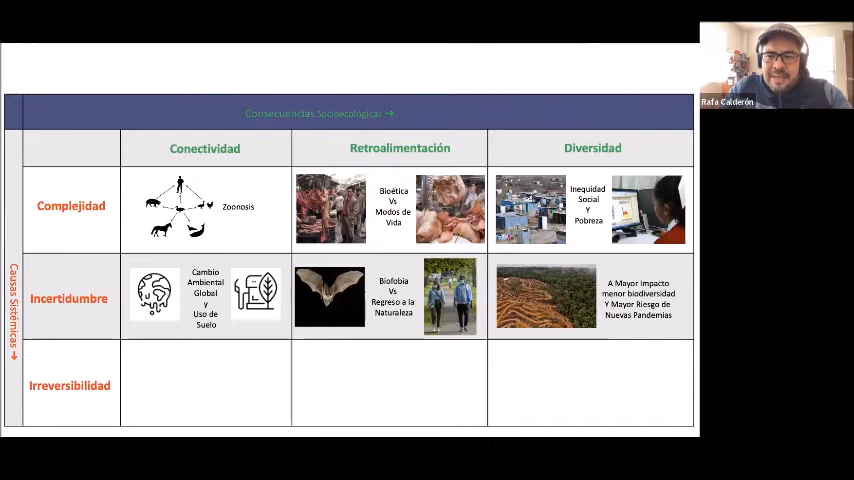 Rafa Calderón
Consecuencias Socioecológicas →
Conectividad
Retroalimentación
Diversidad
Causas Sistémicas →
Complejidad
Zoonosis
Bioética
Vs
Modos de
Vida
Inequidad
Social
Y
Pobreza
Incertidumbre
Cambio
Ambiental
Global
y
Uso de
Suelo
Biofobia
Vs
Regreso a la
Naturaleza
A Mayor Impacto
menor biodiversidad
Y Mayor Riesgo de
Nuevas Pandemias
Irreversibilidad